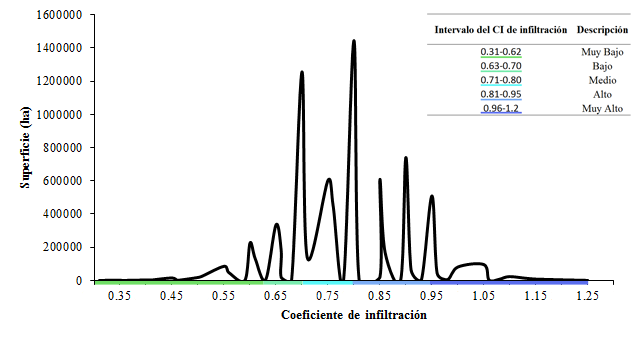 1600000
1400000
1200000
1000000
800000
600000
400000
200000
0
Superficie (ha)
Intervalo del CI de infiltración Descripción
0.31-0.62 Muy Bajo
0.63-0.70 Bajo
0.71-0.80 Medio
0.81-0.95 Alto
0.96-1.2 Muy Alto
0.35 0.45 0.55 0.65 0.75 0.85 0.95 1.05 1.15 1.25
Coeficiente de infiltración